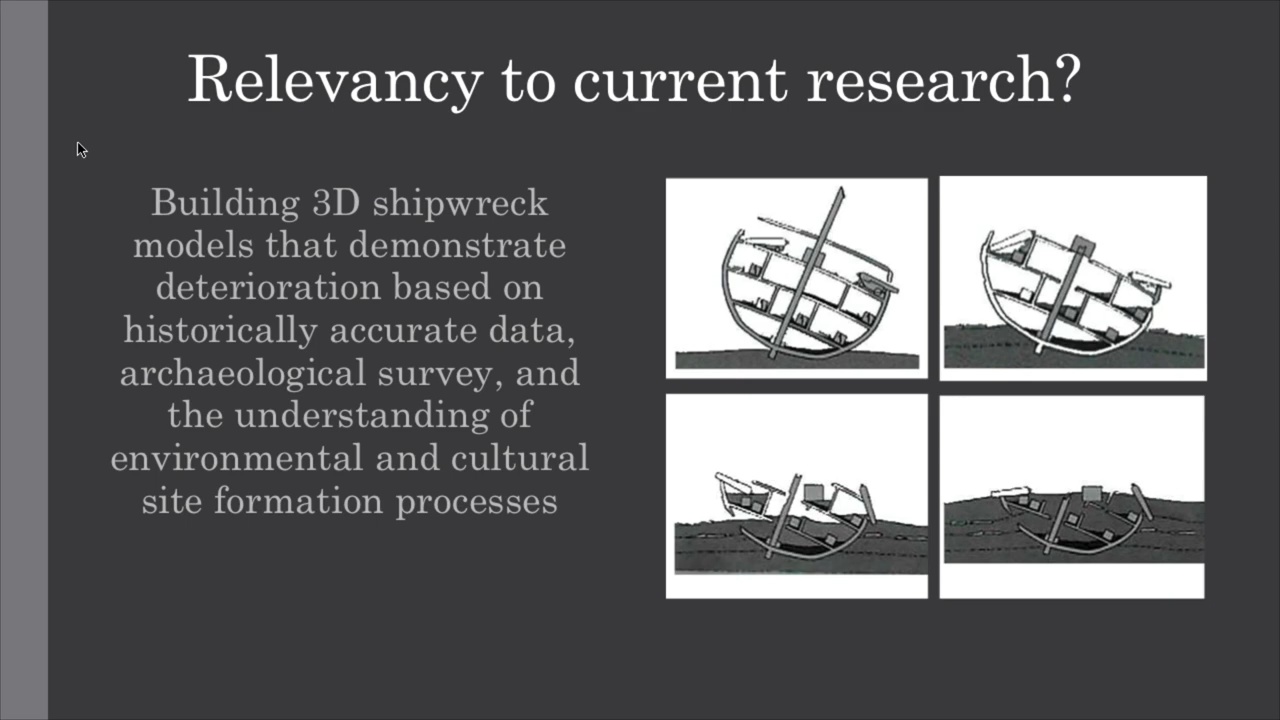 Relevancy to current research?
Building 3D shipwreck
models that demonstrate
deterioration based on
historically accurate data,
archaeological survey, and
the understanding of
environmental and cultural
site formation processes